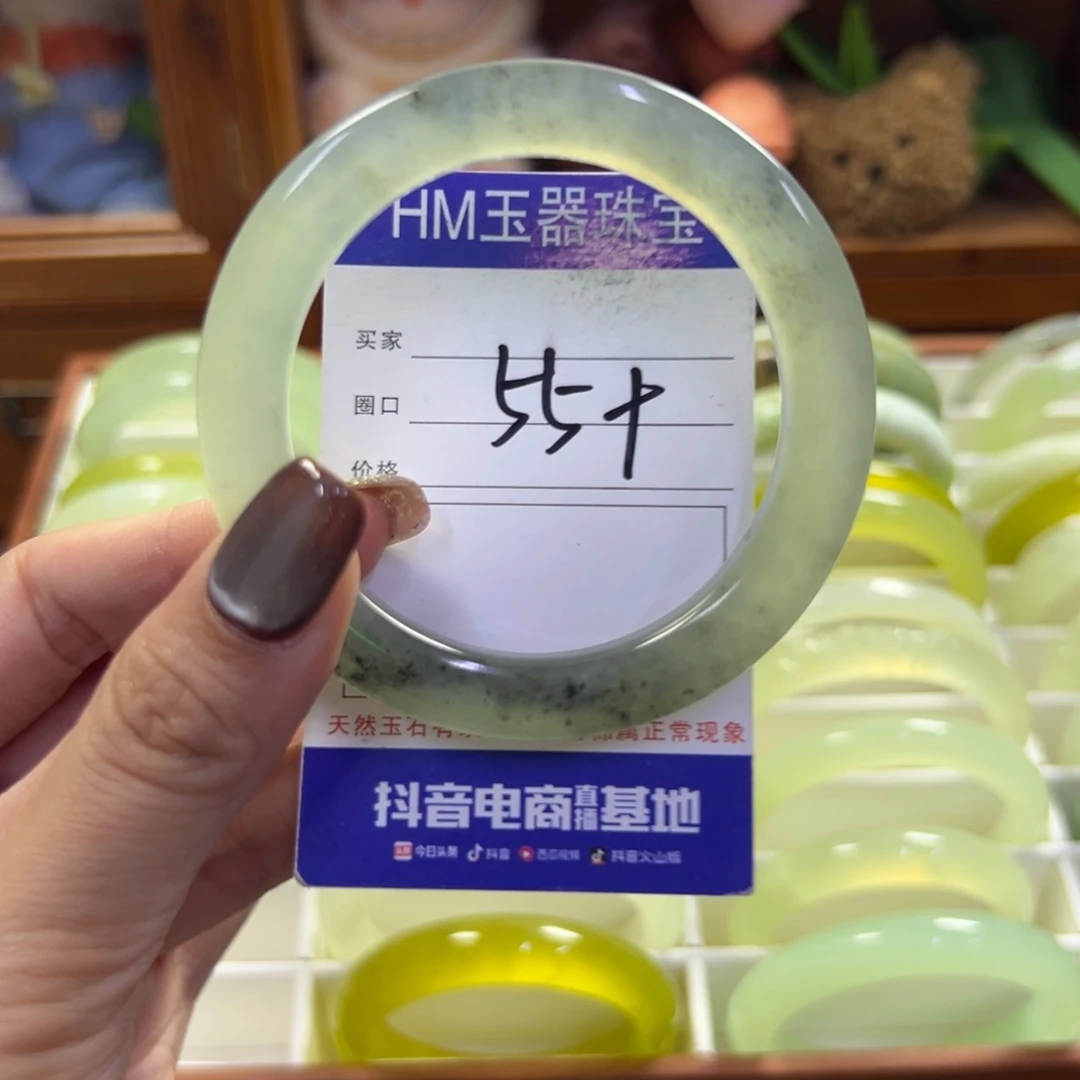 HM玉器珠宝
买家
圈口 55+
价格
天然玉石有 属正常现象
抖音电商直播基地
今日头条 抖音 西瓜视频 抖音火山版